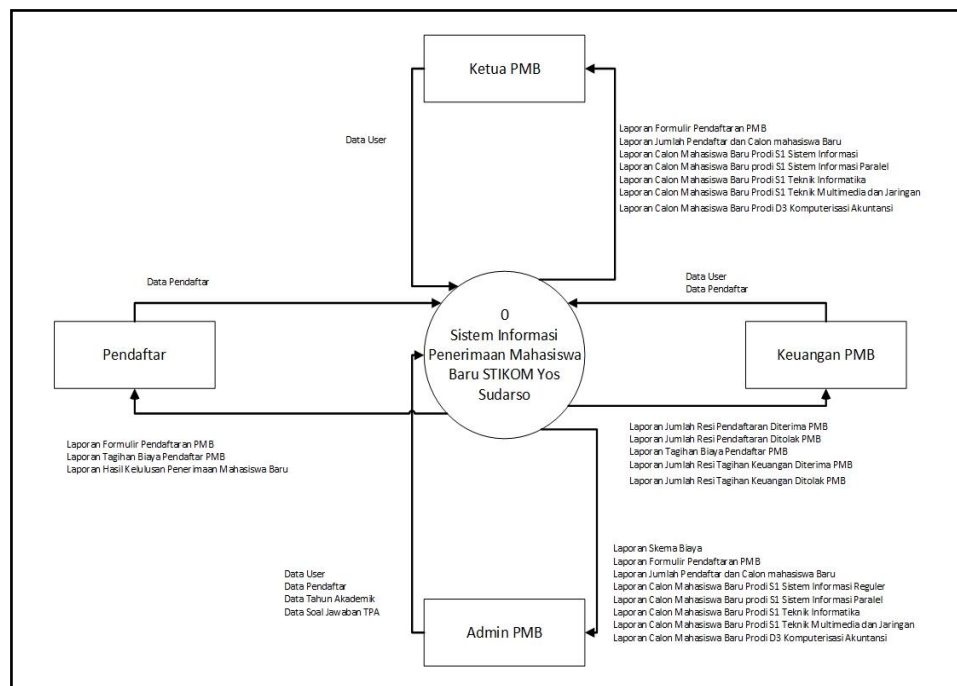 Ketua PMB
Data User
Laporan Formulir Pendaftaran PMB
Laporan Jumlah Pendaftar dan Calon mahasiswa Baru
Laporan Calon Mahasiswa Baru Prodi S1 Sistem Informasi
Laporan Calon Mahasiswa Baru prodi S1 Sistem Informasi Paralel
Laporan Calon Mahasiswa Baru Prodi S1 Teknik Informatika
Laporan Calon Mahasiswa Baru Prodi S1 Teknik Multimedia dan Jaringan
Laporan Calon Mahasiswa Baru Prodi D3 Komputerisasi Akuntansi
Data Pendaftar
Data User
Data Pendaftar
Pendaftar
0
Sistem Informasi
Penerimaan Mahasiswa
Baru STIKOM Yos
Sudarso
Keuangan PMB
Laporan Formulir Pendaftaran PMB
Laporan Tagihan Biaya Pendaftar PMB
Laporan Hasil Kelulusan Penerimaan Mahasiswa Baru
Laporan Jumlah Resi Pendaftaran Diterima PMB
Laporan Jumlah Resi Pendaftaran Ditolak PMB
Laporan Tagihan Biaya Pendaftar PMB
Laporan Jumlah Resi Tagihan Keuangan Diterima PMB
Laporan Jumlah Resi Tagihan Keuangan Ditolak PMB
Data User
Data Pendaftar
Data Tahun Akademik
Data Soal Jawaban TPA
Admin PMB
Laporan Skema Biaya
Laporan Formulir Pendaftaran PMB
Laporan Jumlah Pendaftar dan Calon mahasiswa Baru
Laporan Calon Mahasiswa Baru Prodi S1 Sistem Informasi Reguler
Laporan Calon Mahasiswa Baru prodi S1 Sistem Informasi Paralel
Laporan Calon Mahasiswa Baru Prodi S1 Teknik Informatika
Laporan Calon Mahasiswa Baru Prodi S1 Teknik Multimedia dan Jaringan
Laporan Calon Mahasiswa Baru Prodi D3 Komputerisasi Akuntansi